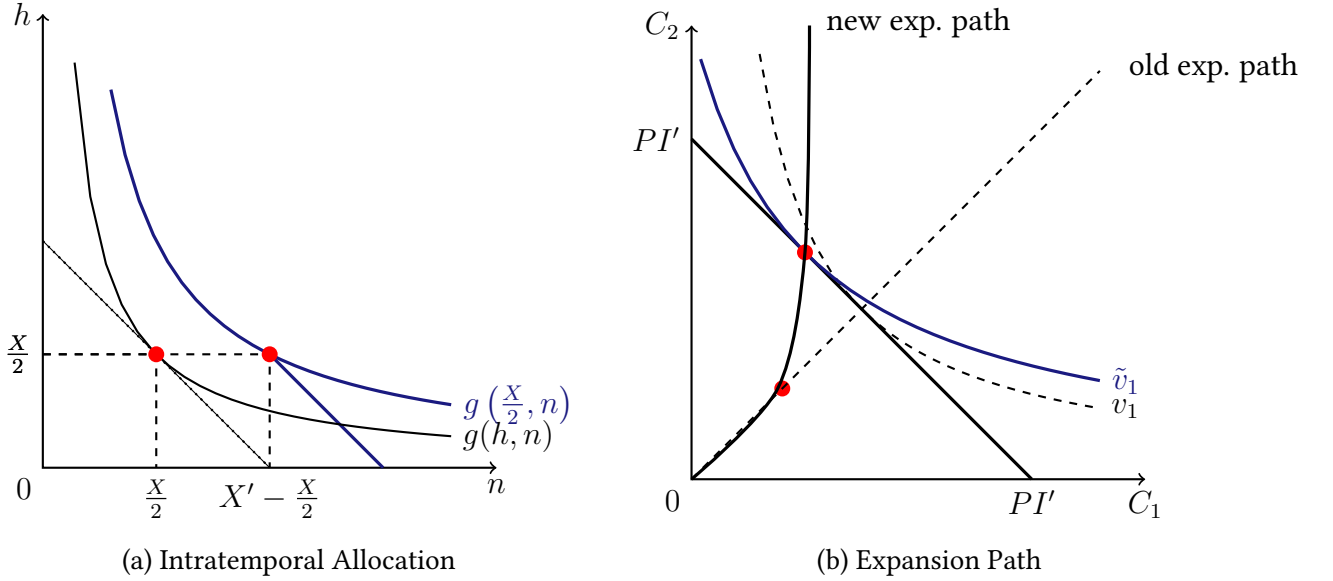 h
X/2
0
X/2
X′ − X/2
n
g(X/2, n)
g(h, n)
(a) Intratemporal Allocation
C₂
new exp. path
old exp. path
PI′
ṽ₁
v₁
0
PI′
C₁
(b) Expansion Path